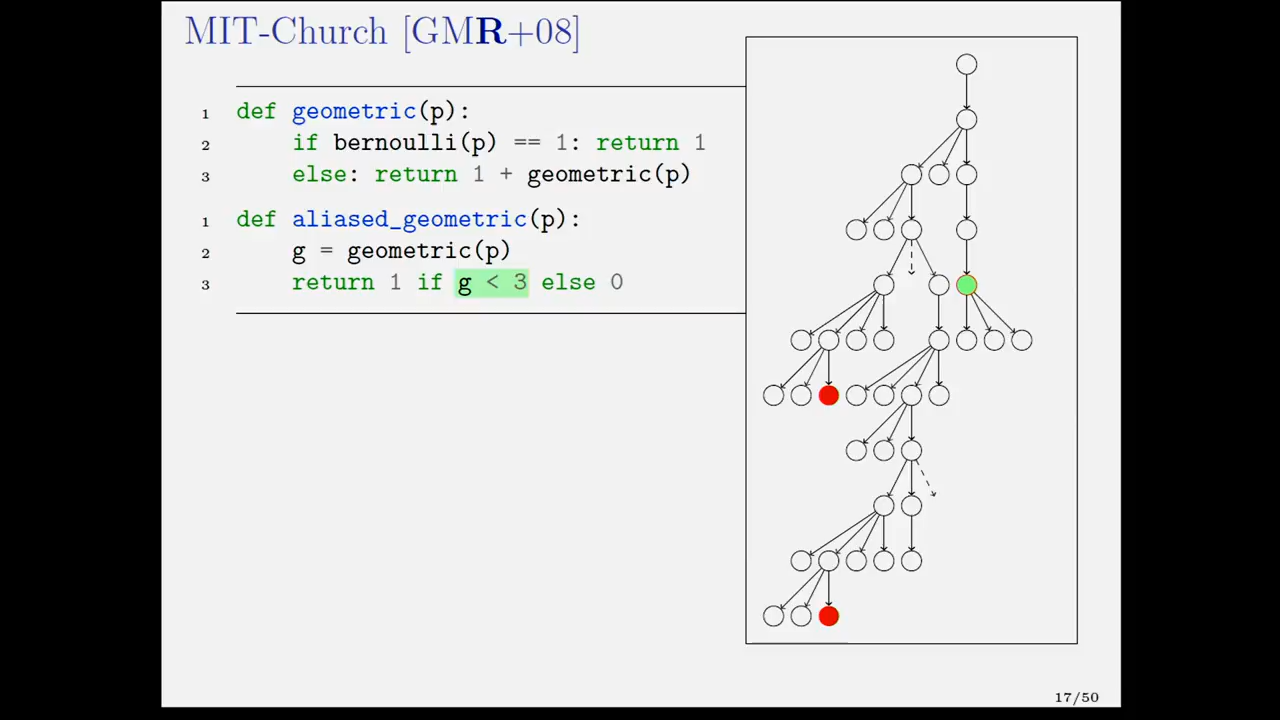 MIT-Church [GMR+08]
1 def geometric(p):
2 if bernoulli(p) == 1: return 1
3 else: return 1 + geometric(p)
1 def aliased_geometric(p):
2 g = geometric(p)
3 return 1 if g < 3 else 0
17/50